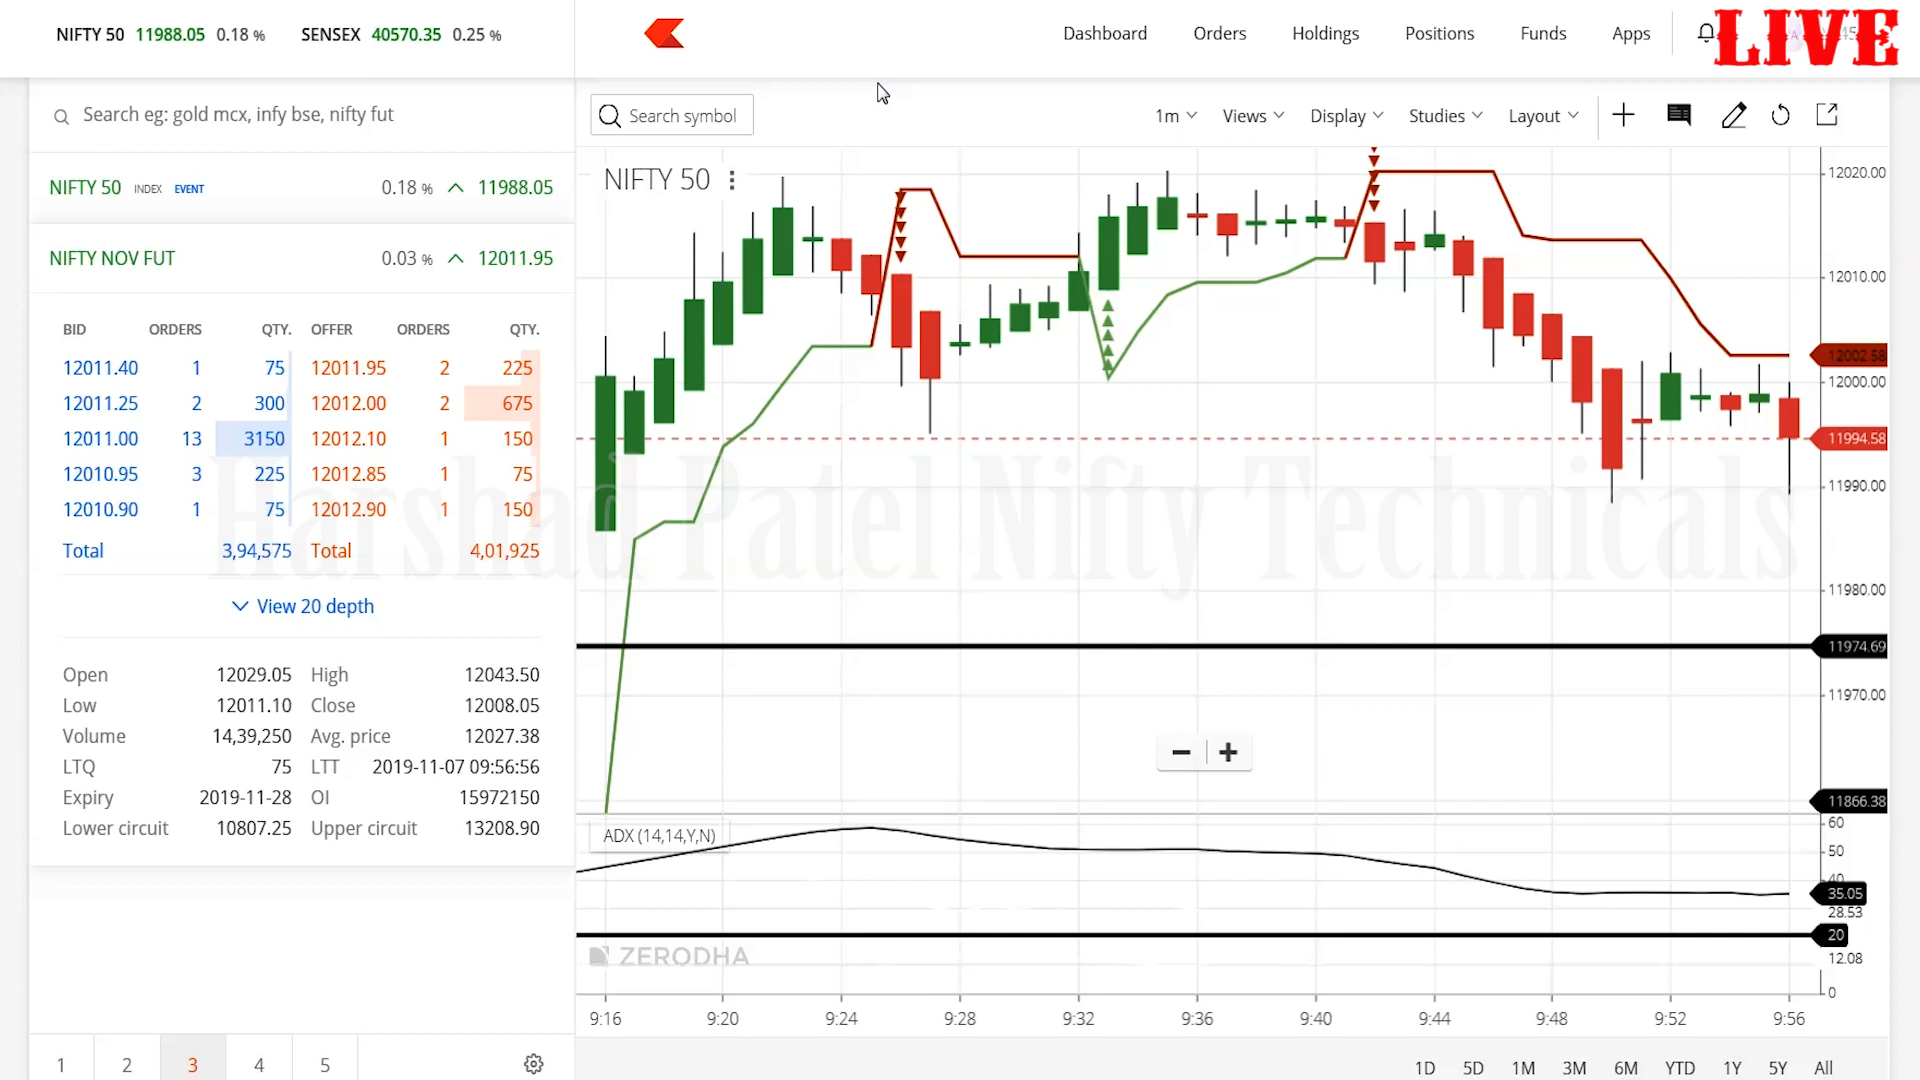 NIFTY 50 11988.05 0.18 % SENSEX 40570.35 0.25 %
Dashboard Orders Holdings Positions Funds Apps
LIVE
Search eg: gold mcx, infy bse, nifty fut
Search symbol 1m Views Display Studies Layout
NIFTY 50 INDEX EVENT 0.18 % 11988.05
NIFTY NOV FUT 0.03 % 12011.95
BID ORDERS QTY. OFFER ORDERS QTY.
12011.40 1 75 12011.95 2 225
12011.25 2 300 12012.00 2 675
12011.00 13 3150 12012.10 1 150
12010.95 3 225 12012.85 1 75
12010.90 1 75 12012.90 1 150
Total 3,94,575 Total 4,01,925
View 20 depth
Open 12029.05 High 12043.50
Low 12011.10 Close 12008.05
Volume 14,39,250 Avg. price 12027.38
LTQ 75 LTT 2019-11-07 09:56:56
Expiry 2019-11-28 OI 15972150
Lower circuit 10807.25 Upper circuit 13208.90
1 2 3 4 5
NIFTY 50
12020.00
12010.00
12002.58
12000.00
11994.58
11990.00
Harshad Patel Nifty Technicals
11980.00
11974.69
11970.00
11866.38
ADX (14,14,Y,N)
60
50
40
35.05
28.53
20
12.08
0
ZERODHA
9:16 9:20 9:24 9:28 9:32 9:36 9:40 9:44 9:48 9:52 9:56
1D 5D 1M 3M 6M YTD 1Y 5Y All